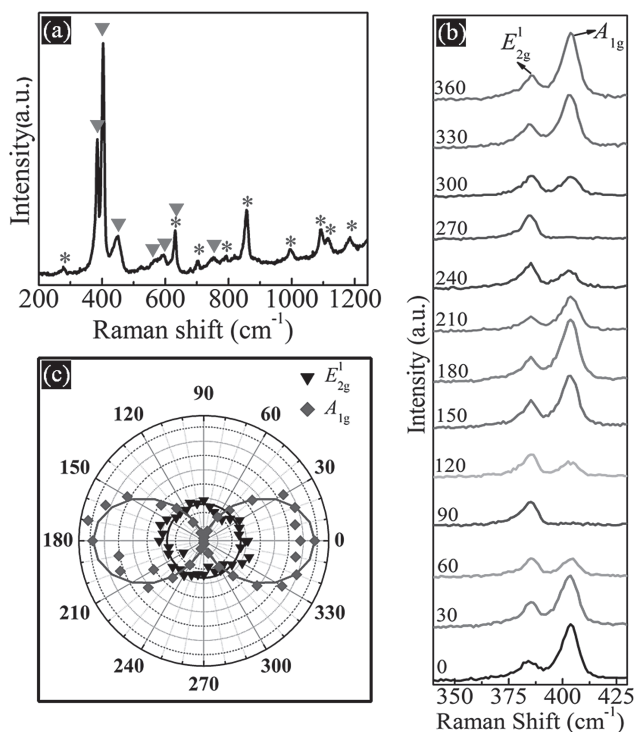 (a)
Intensity(a.u.)
* * * * * * * *
200 400 600 800 1000 1200
Raman shift (cm⁻¹)
(b)
E¹2g
A1g
360
330
300
270
240
210
180
150
120
90
60
30
0
Intensity (a.u.)
350 375 400 425
Raman Shift (cm⁻¹)
(c)
E¹2g
A1g
90
120 60
150 30
180 0
210 330
240 300
270